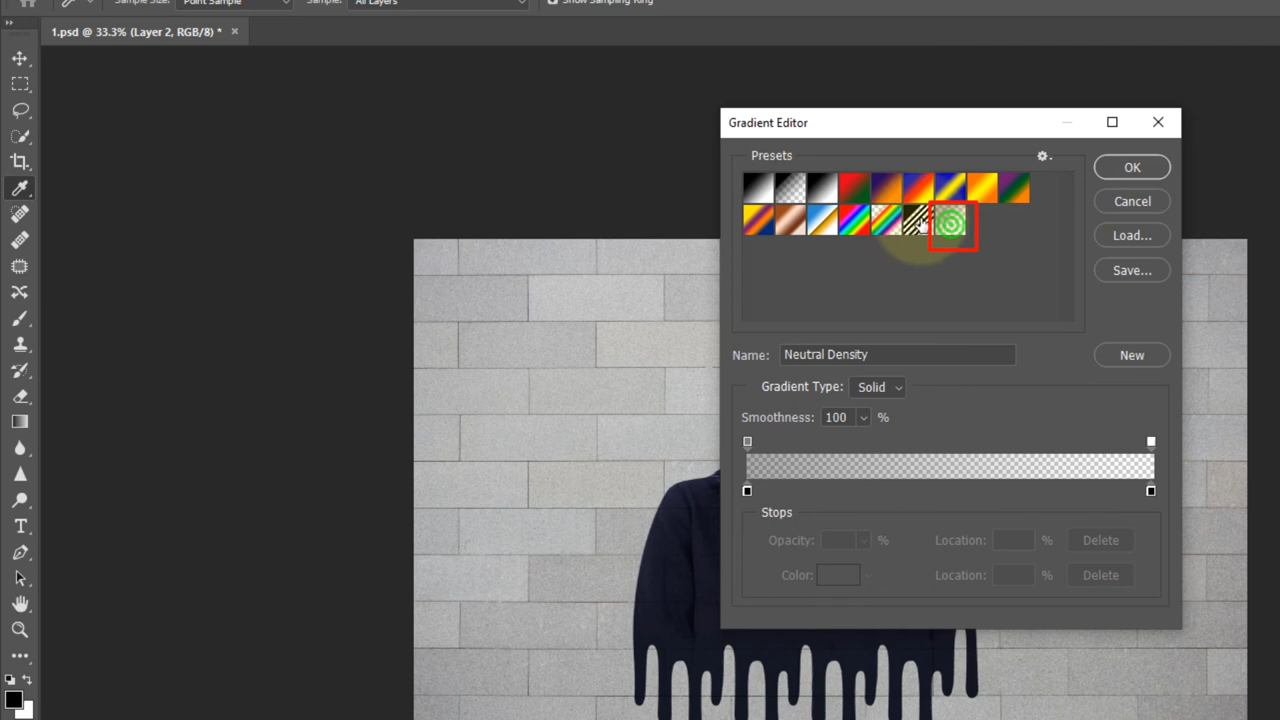 Sample Size: Point Sample Sample: All Layers Show Sampling Ring
1.psd @ 33.3% (Layer 2, RGB/8) * ×
Gradient Editor
Presets
OK
Cancel
Load...
Save...
Name: Neutral Density New
Gradient Type: Solid
Smoothness: 100 %
Stops
Opacity: % Location: % Delete
Color: Location: % Delete